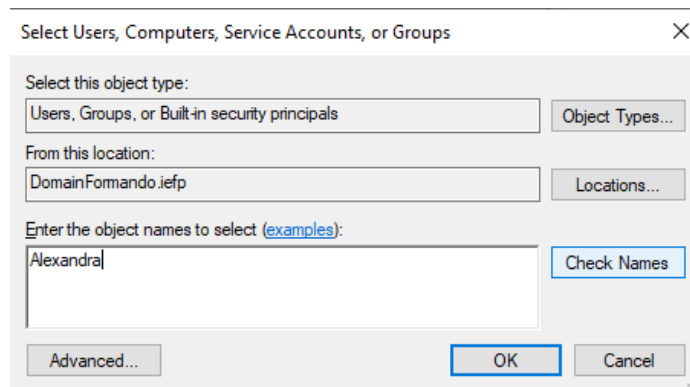 Select Users, Computers, Service Accounts, or Groups
Select this object type:
Users, Groups, or Built-in security principals
Object Types...
From this location:
DomainFormando.iefp
Locations...
Enter the object names to select (examples):
Alexandra
Check Names
Advanced...
OK
Cancel